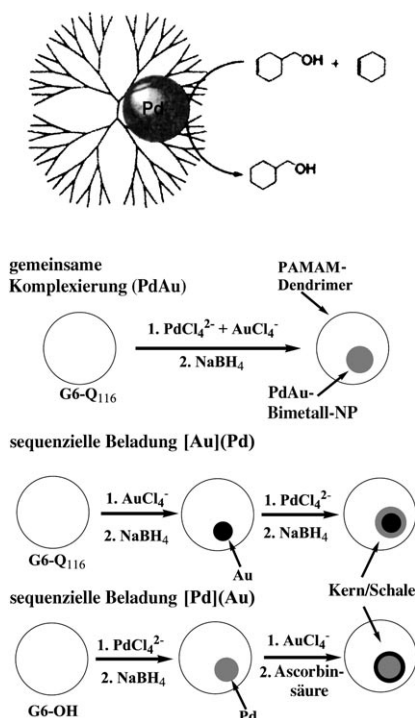 OH + 
Pd
OH
gemeinsame
Komplexierung (PdAu)
PAMAM-
Dendrimer
1. PdCl₄²⁻ + AuCl₄⁻
2. NaBH₄
G6-Q₁₁₆
PdAu-
Bimetall-NP
sequenzielle Beladung [Au](Pd)
1. AuCl₄⁻
2. NaBH₄
1. PdCl₄²⁻
2. NaBH₄
G6-Q₁₁₆
Au
Kern/Schale
sequenzielle Beladung [Pd](Au)
1. PdCl₄²⁻
2. NaBH₄
1. AuCl₄⁻
2. Ascorbin-
säure
G6-OH
Pd